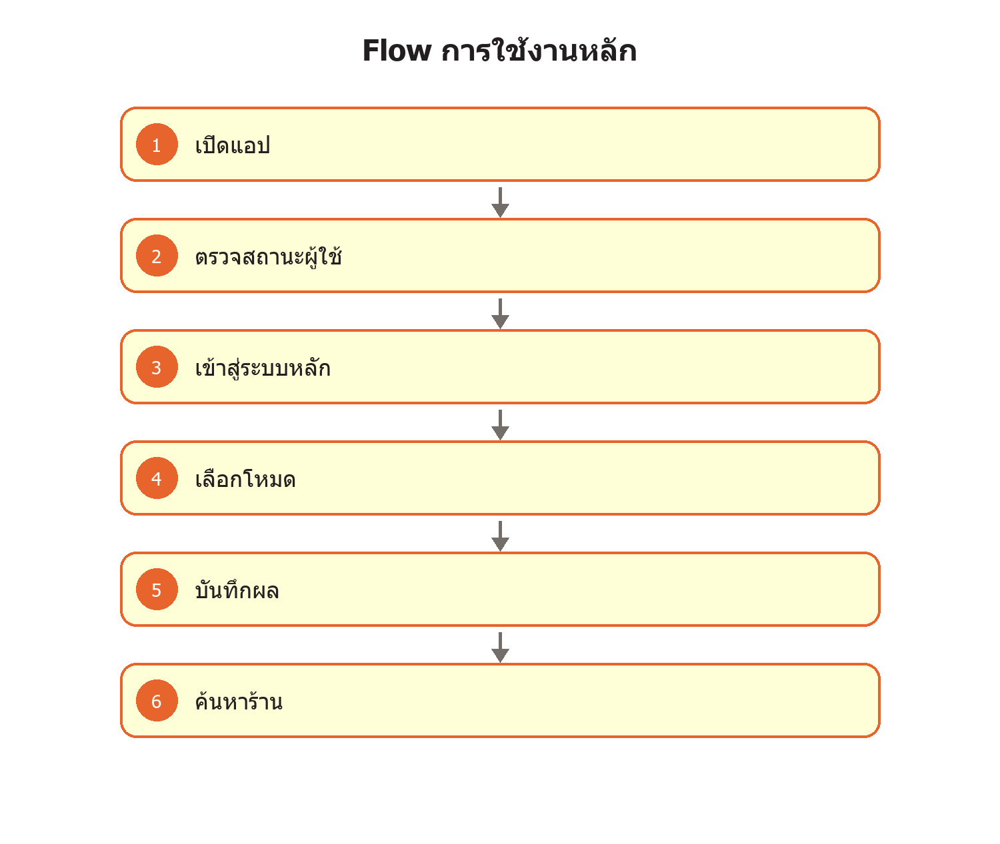 Flow การใช้งานหลัก
1 เปิดแอป
2 ตรวจสถานะผู้ใช้
3 เข้าสู่ระบบหลัก
4 เลือกโหมด
5 บันทึกผล
6 ค้นหาร้าน